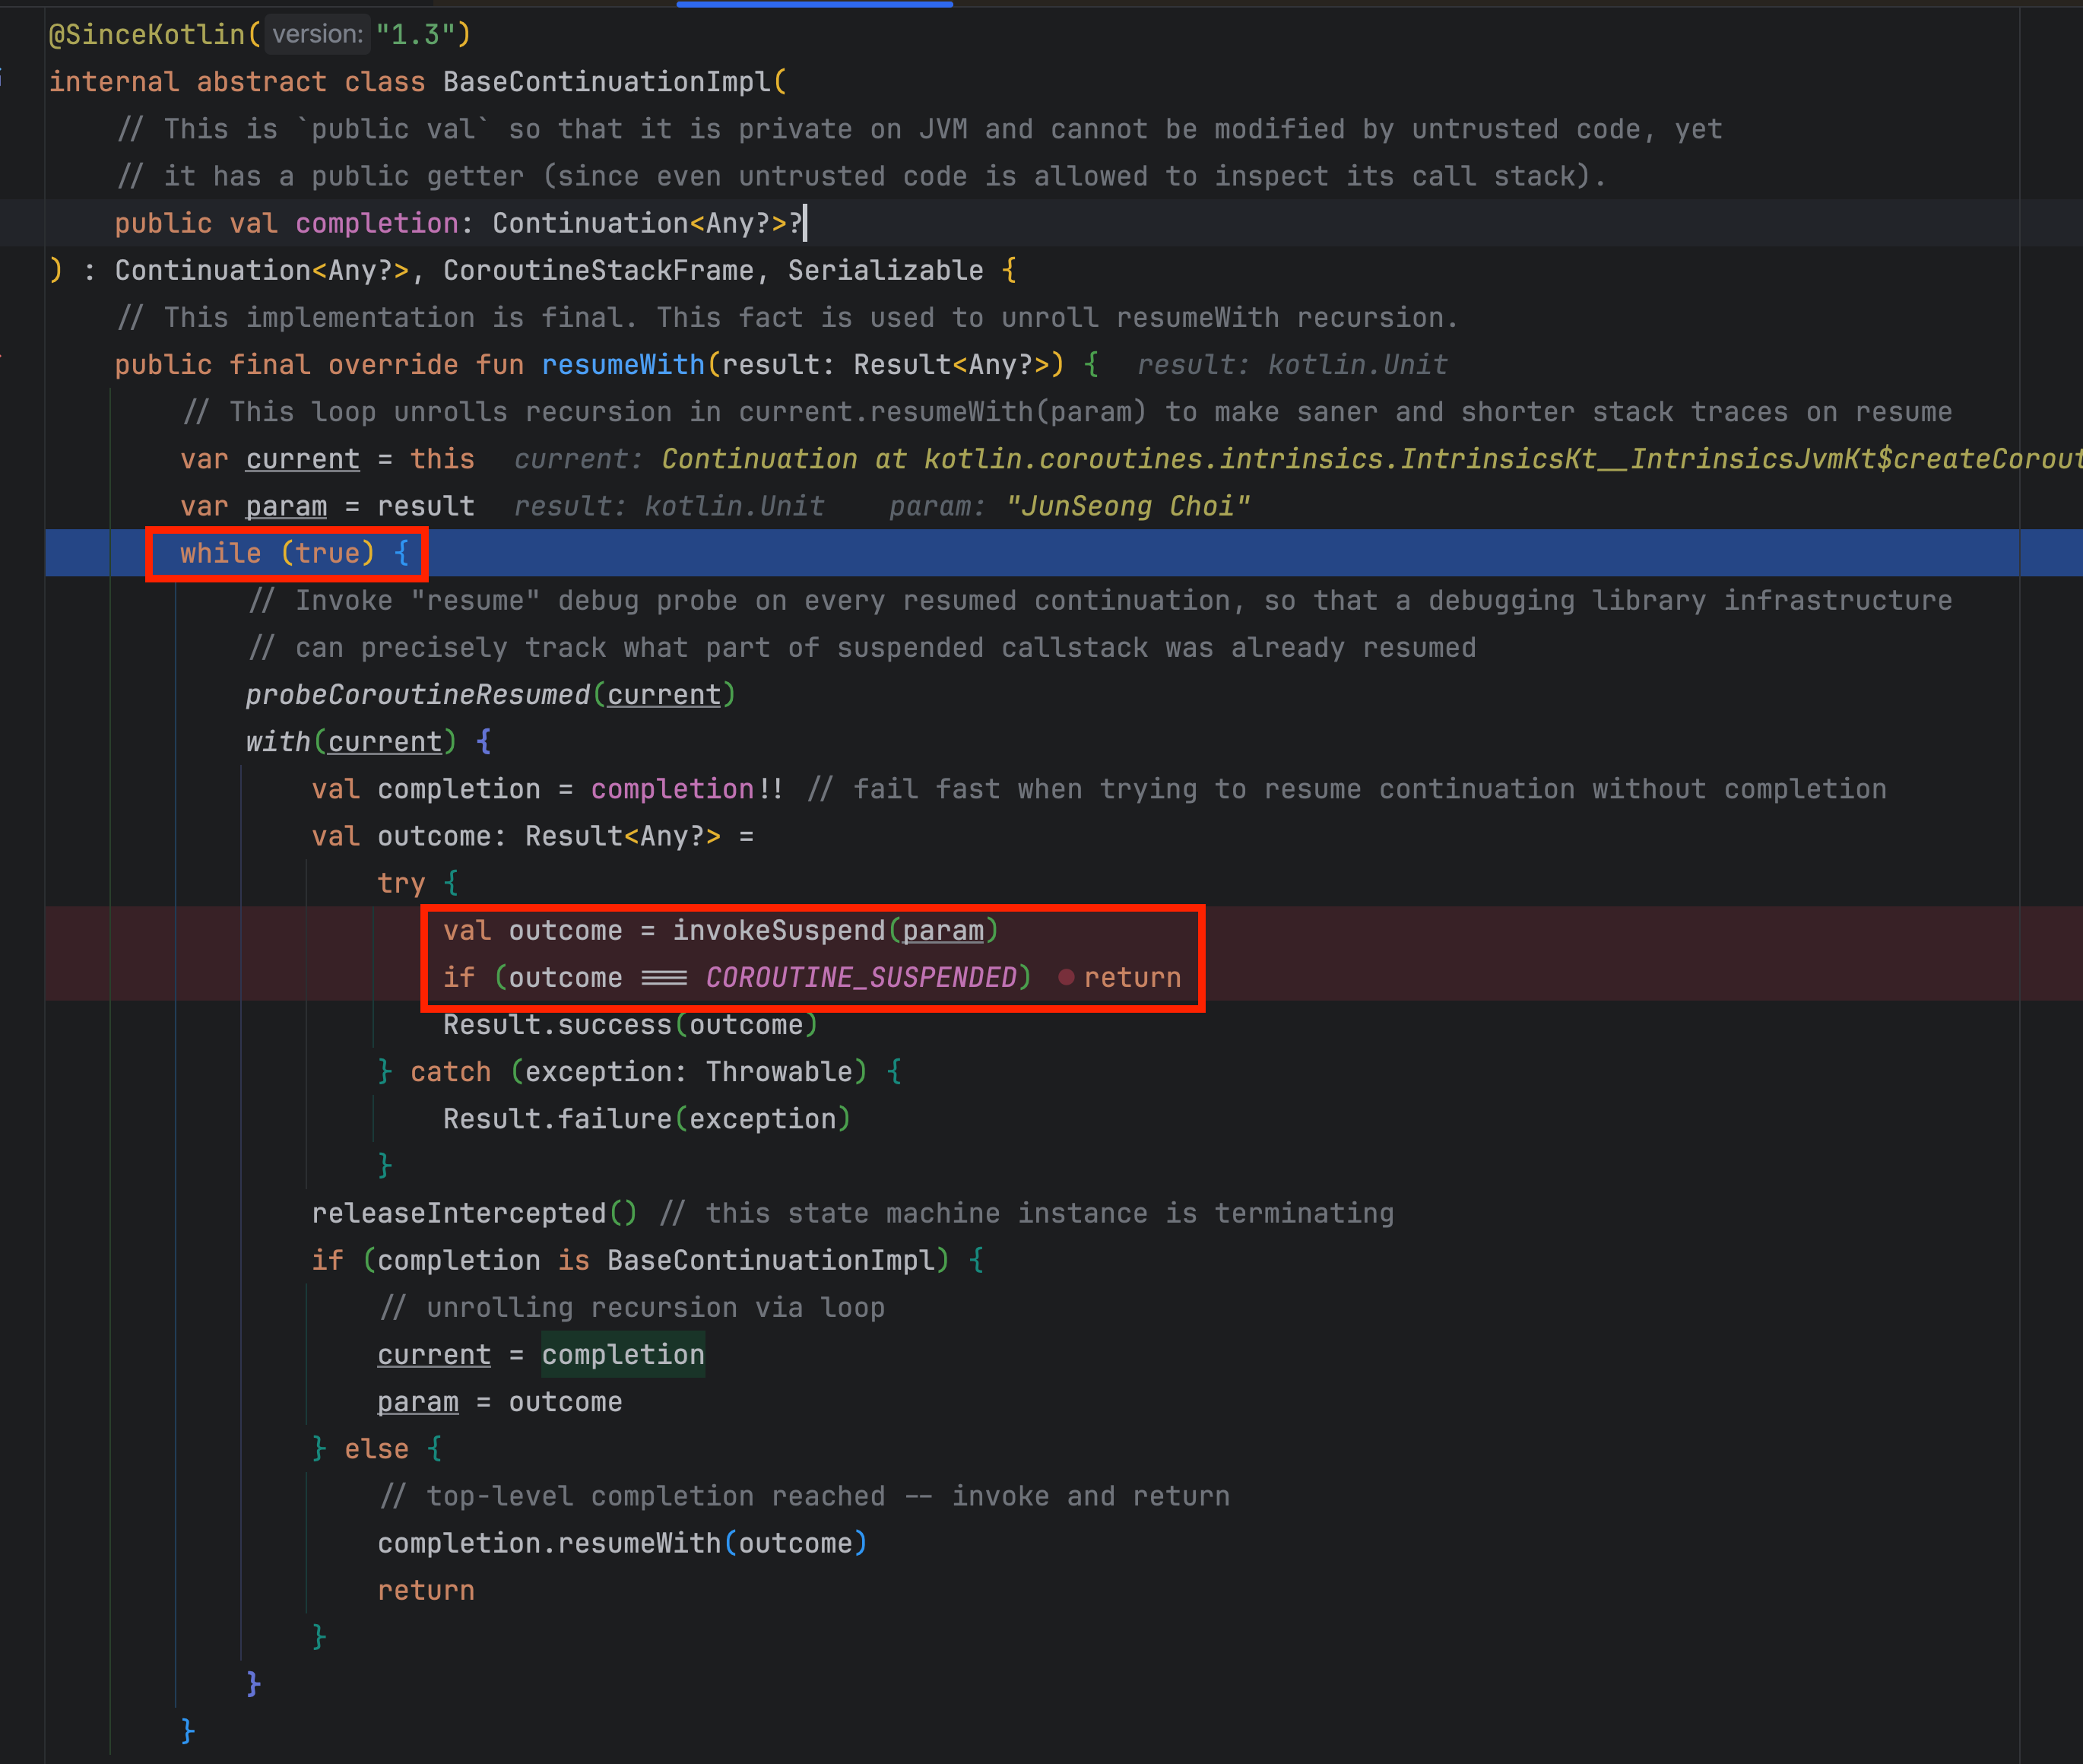 @SinceKotlin( version: "1.3")
internal abstract class BaseContinuationImpl(
// This is `public val` so that it is private on JVM and cannot be modified by untrusted code, yet
// it has a public getter (since even untrusted code is allowed to inspect its call stack).
public val completion: Continuation<Any?>?
) : Continuation<Any?>, CoroutineStackFrame, Serializable {
// This implementation is final. This fact is used to unroll resumeWith recursion.
public final override fun resumeWith(result: Result<Any?>) { result: kotlin.Unit
// This loop unrolls recursion in current.resumeWith(param) to make saner and shorter stack traces on resume
var current = this current: Continuation at kotlin.coroutines.intrinsics.IntrinsicsKt__IntrinsicsJvmKt$createCorout
var param = result result: kotlin.Unit param: "JunSeong Choi"
while (true) {
// Invoke "resume" debug probe on every resumed continuation, so that a debugging library infrastructure
// can precisely track what part of suspended callstack was already resumed
probeCoroutineResumed(current)
with(current) {
val completion = completion!! // fail fast when trying to resume continuation without completion
val outcome: Result<Any?> =
try {
val outcome = invokeSuspend(param)
if (outcome === COROUTINE_SUSPENDED) return
Result.success(outcome)
} catch (exception: Throwable) {
Result.failure(exception)
}
releaseIntercepted() // this state machine instance is terminating
if (completion is BaseContinuationImpl) {
// unrolling recursion via loop
current = completion
param = outcome
} else {
// top-level completion reached -- invoke and return
completion.resumeWith(outcome)
return
}
}
}